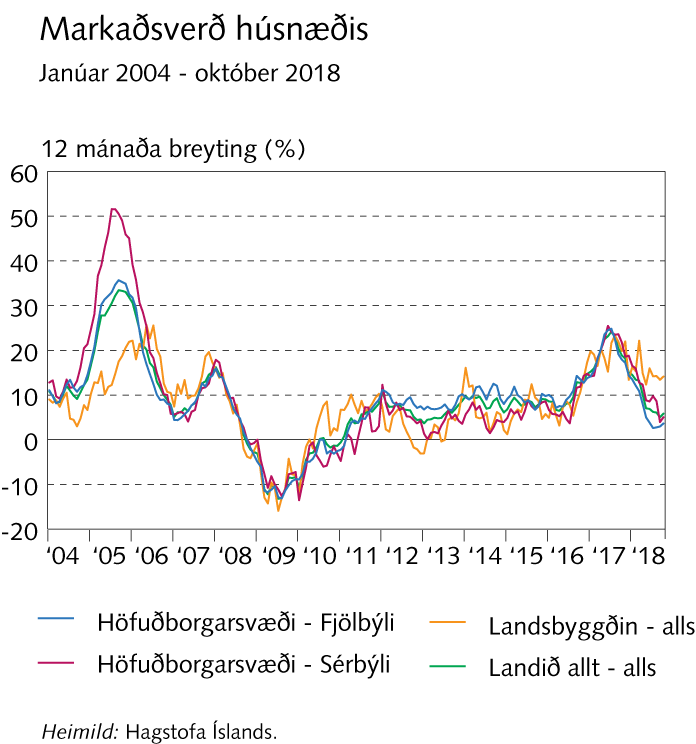 Markaðsverð húsnæðis
Janúar 2004 - október 2018
12 mánaða breyting (%)
60
50
40
30
20
10
0
-10
-20
‘04 ‘05 ‘06 ‘07 ‘08 ‘09 ‘10 ‘11 ‘12 ‘13 ‘14 ‘15 ‘16 ‘17 ‘18
Höfuðborgarsvæði - Fjölbýli
Landsbyggðin - alls
Höfuðborgarsvæði - Sérbýli
Landið allt - alls
Heimild: Hagstofa Íslands.